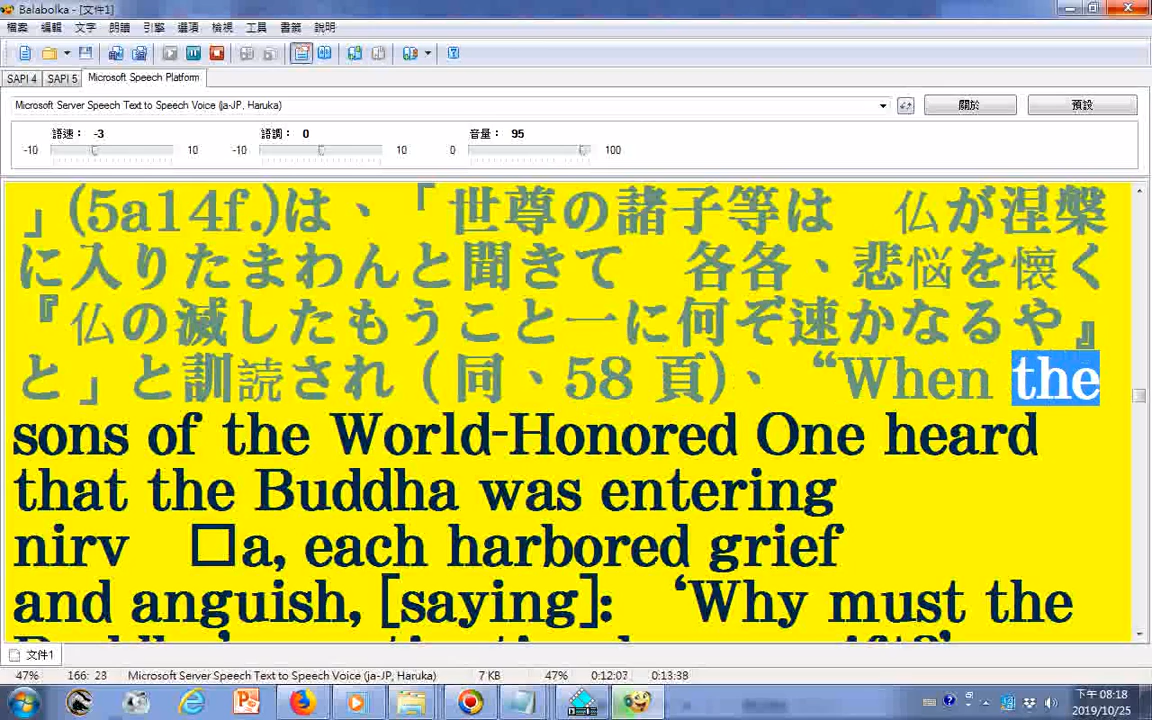 Balabolka - [文件1]
檔案 編輯 文字 朗讀 引擎 選項 檢視 工具 書籤 說明
SAPI 4 SAPI 5 Microsoft Speech Platform
Microsoft Server Speech Text to Speech Voice (ja-JP, Haruka) 關於 預設
語速： -3 語調： 0 音量： 95
-10 10 -10 10 0 100
」(5a14f.)は、「世尊の諸子等は　仏が涅槃
に入りたまわんと聞きて　各各、悲悩を懐く
『仏の滅したもうこと一に何ぞ速かなるや』
と」と訓読され（同、58 頁)、“When the
sons of the World-Honored One heard
that the Buddha was entering
nirv □a, each harbored grief
and anguish, [saying]: ‘Why must the
文件1
47% 166: 23 Microsoft Server Speech Text to Speech Voice (ja-JP, Haruka) 7 KB 47% 0:12:03 0:13:38
下午 08:18
2019/10/25